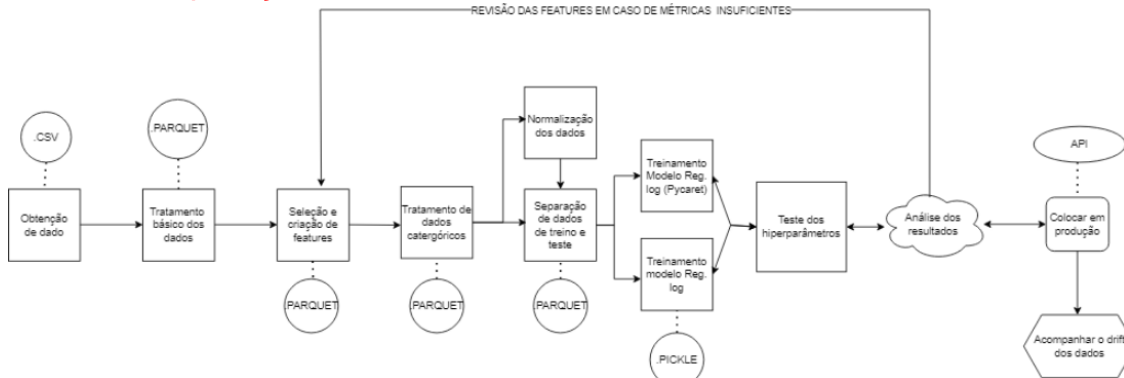 REVISÃO DAS FEATURES EM CASO DE MÉTRICAS INSUFICIENTES
.CSV
Obtenção
de dado
.PARQUET
Tratamento
básico dos
dados
Seleção e
criação de
features
.PARQUET
Tratamento de
dados
catergóricos
.PARQUET
Normalização
dos dados
Separação
de dados
de treino e
teste
.PARQUET
Treinamento
Modelo Reg.
log (Pycaret)
Treinamento
modelo Reg.
log
.PICKLE
Teste dos
hiperparâmetros
Análise dos
resultados
API
Colocar em
produção
Acompanhar o drift
dos dados